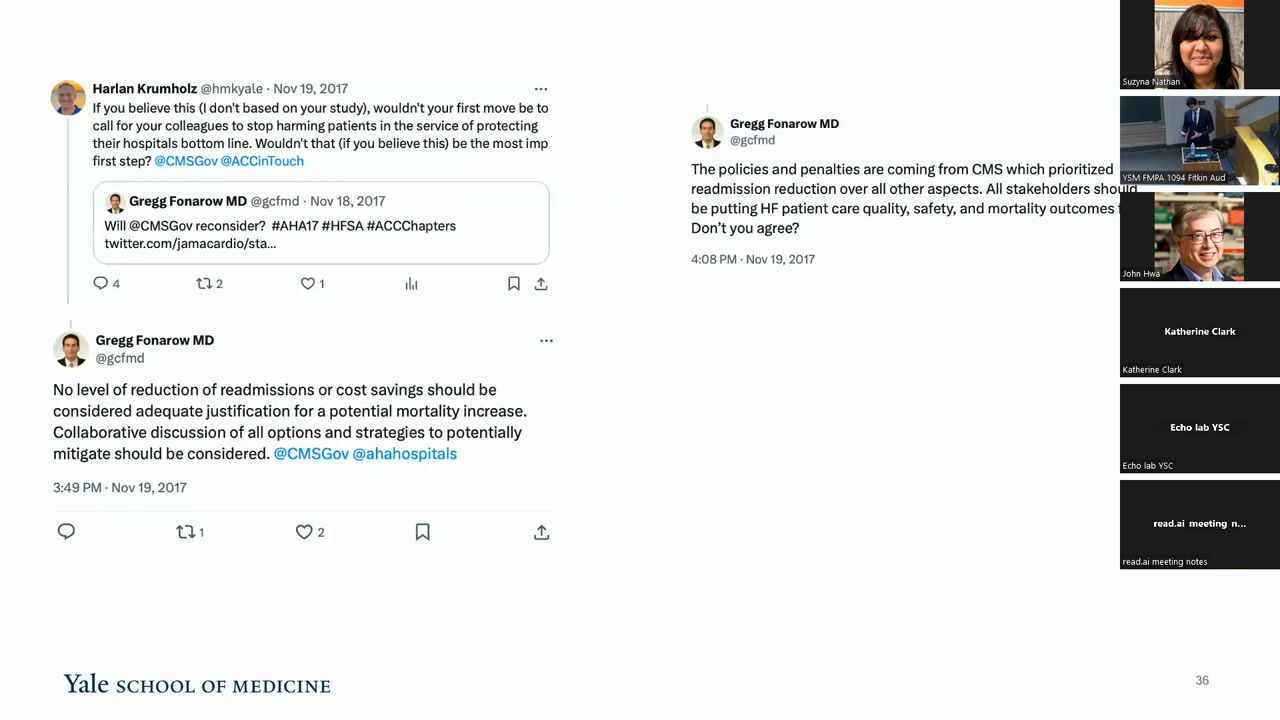 Harlan Krumholz @hmkyale · Nov 19, 2017
If you believe this (I don't based on your study), wouldn't your first move be to
call for your colleagues to stop harming patients in the service of protecting
their hospitals bottom line. Wouldn't that (if you believe this) be the most imp
first step? @CMSGov @ACCinTouch
Gregg Fonarow MD @gcfmd · Nov 18, 2017
Will @CMSGov reconsider? #AHA17 #HFSA #ACCChapters
twitter.com/jamacardio/sta...
4 2 1
Gregg Fonarow MD
@gcfmd
No level of reduction of readmissions or cost savings should be
considered adequate justification for a potential mortality increase.
Collaborative discussion of all options and strategies to potentially
mitigate should be considered. @CMSGov @ahahospitals
3:49 PM · Nov 19, 2017
1 2
Gregg Fonarow MD
@gcfmd
The policies and penalties are coming from CMS which prioritized
readmission reduction over all other aspects. All stakeholders should
be putting HF patient care quality, safety, and mortality outcomes
Don't you agree?
4:08 PM · Nov 19, 2017
Yale SCHOOL OF MEDICINE
36
Suzyna Nathan
YSM FMPA 1094 Fitkin Aud
John Hwa
Katherine Clark
Katherine Clark
Echo lab YSC
Echo lab YSC
read.ai meeting n...
read.ai meeting notes